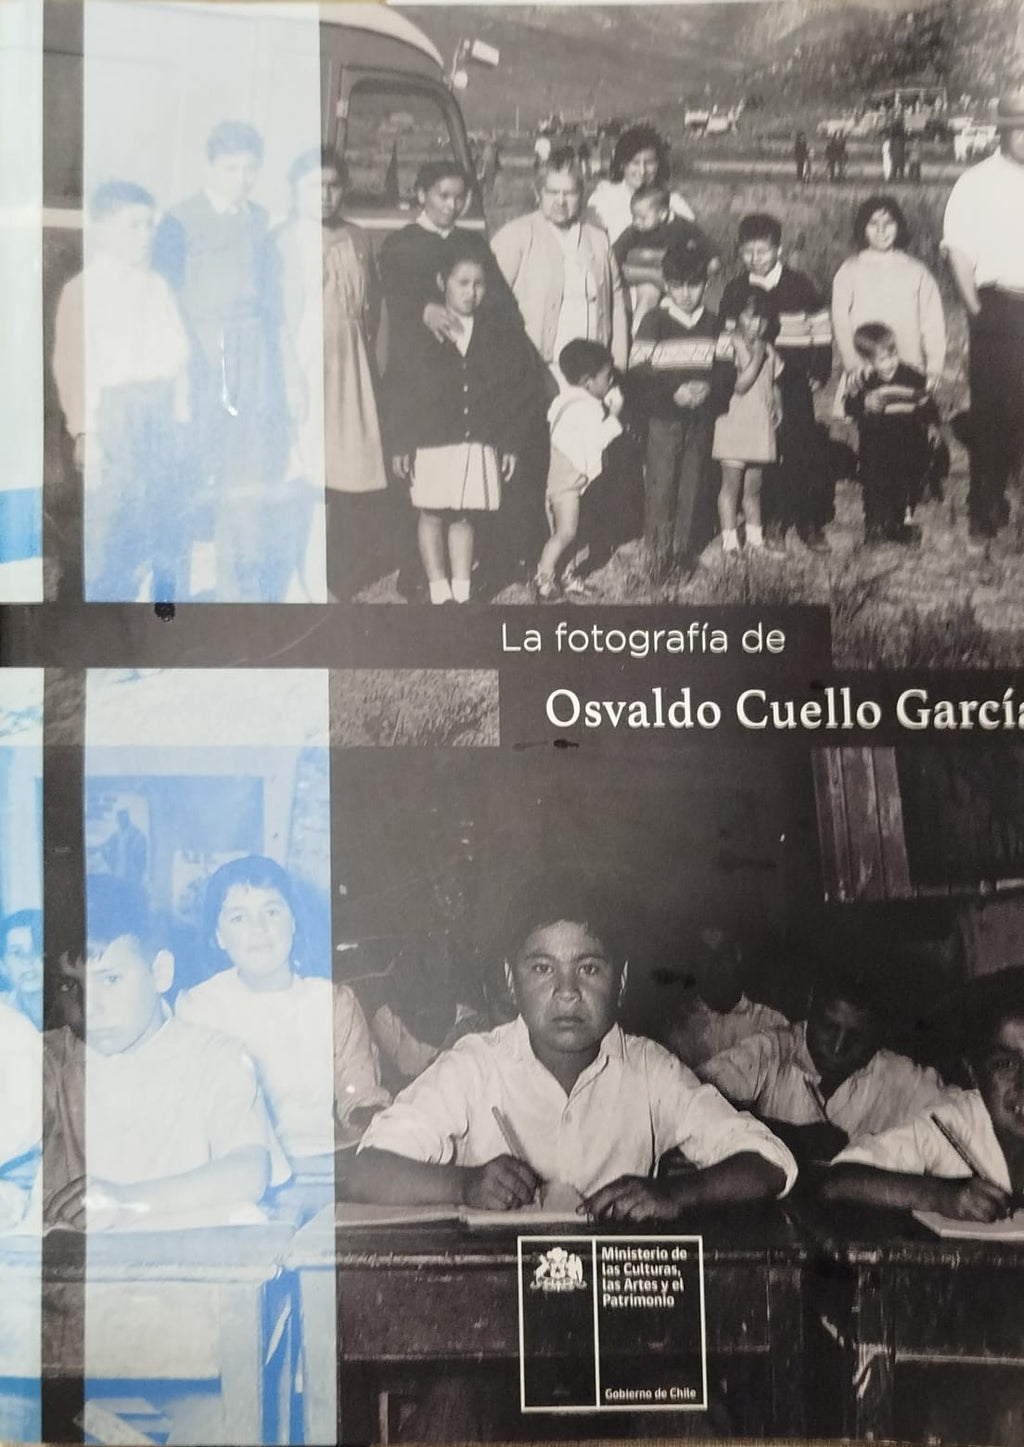 La fotografía de
Osvaldo Cuello García
Ministerio de
las Culturas,
las Artes y el
Patrimonio
Gobierno de Chile